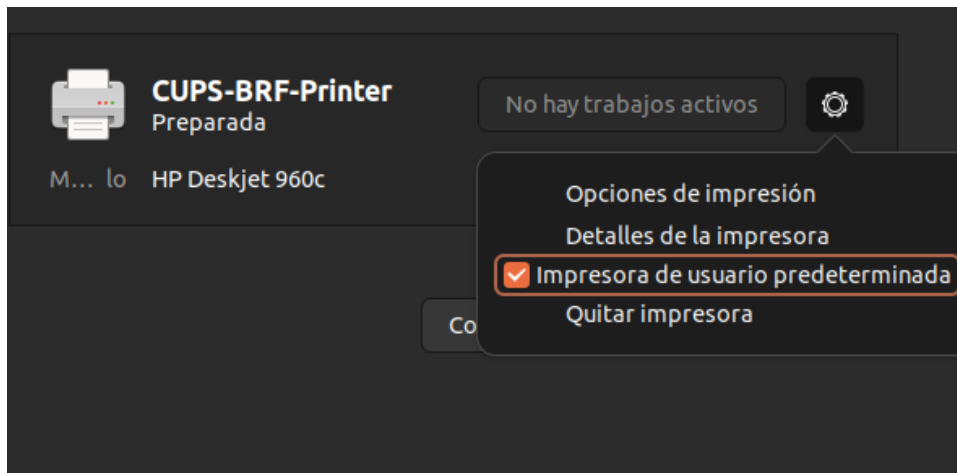 CUPS-BRF-Printer
Preparada
No hay trabajos activos
M... lo HP Deskjet 960c
Opciones de impresión
Detalles de la impresora
Impresora de usuario predeterminada
Quitar impresora
Co